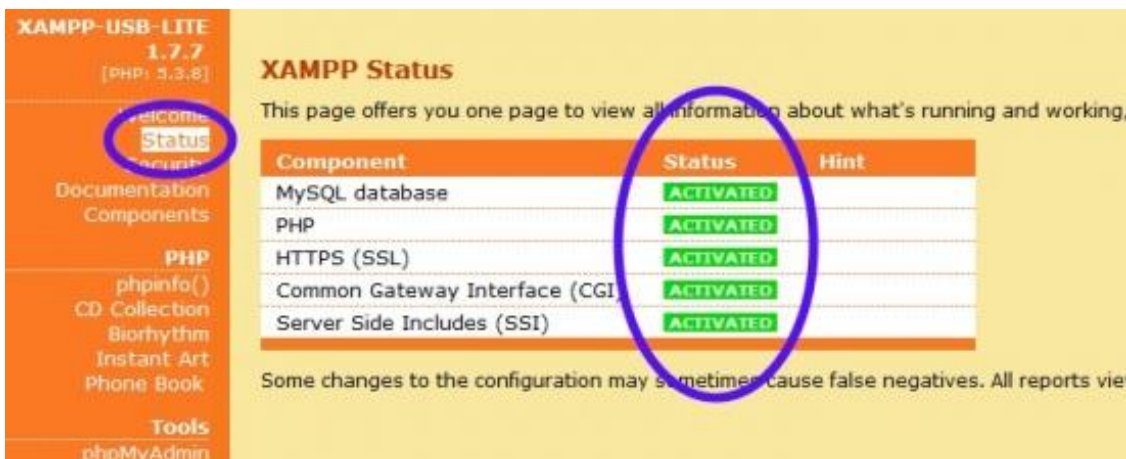 XAMPP-USB-LITE
1.7.7
[PHP: 5.3.8]
Welcome
Status
Security
Documentation
Components
PHP
phpinfo()
CD Collection
Biorhythm
Instant Art
Phone Book
Tools
phpMyAdmin
XAMPP Status
This page offers you one page to view all information about what's running and working,
Component Status Hint
MySQL database ACTIVATED
PHP ACTIVATED
HTTPS (SSL) ACTIVATED
Common Gateway Interface (CGI) ACTIVATED
Server Side Includes (SSI) ACTIVATED
Some changes to the configuration may sometimes cause false negatives. All reports vie